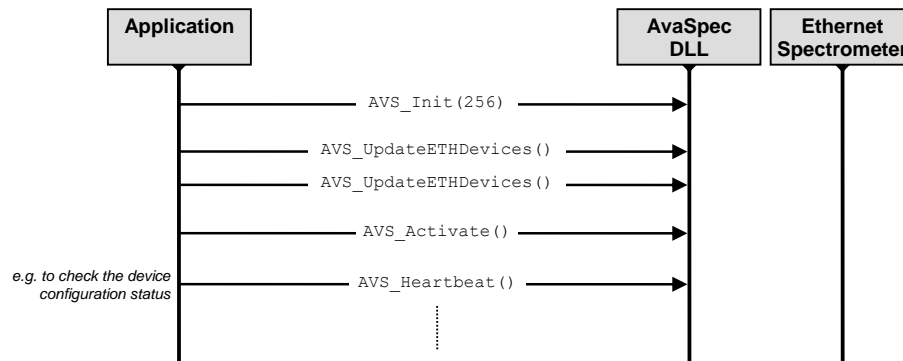 Application
AvaSpec
DLL
Ethernet
Spectrometer
AVS_Init(256)
AVS_UpdateETHDevices()
AVS_UpdateETHDevices()
AVS_Activate()
e.g. to check the device
configuration status
AVS_Heartbeat()